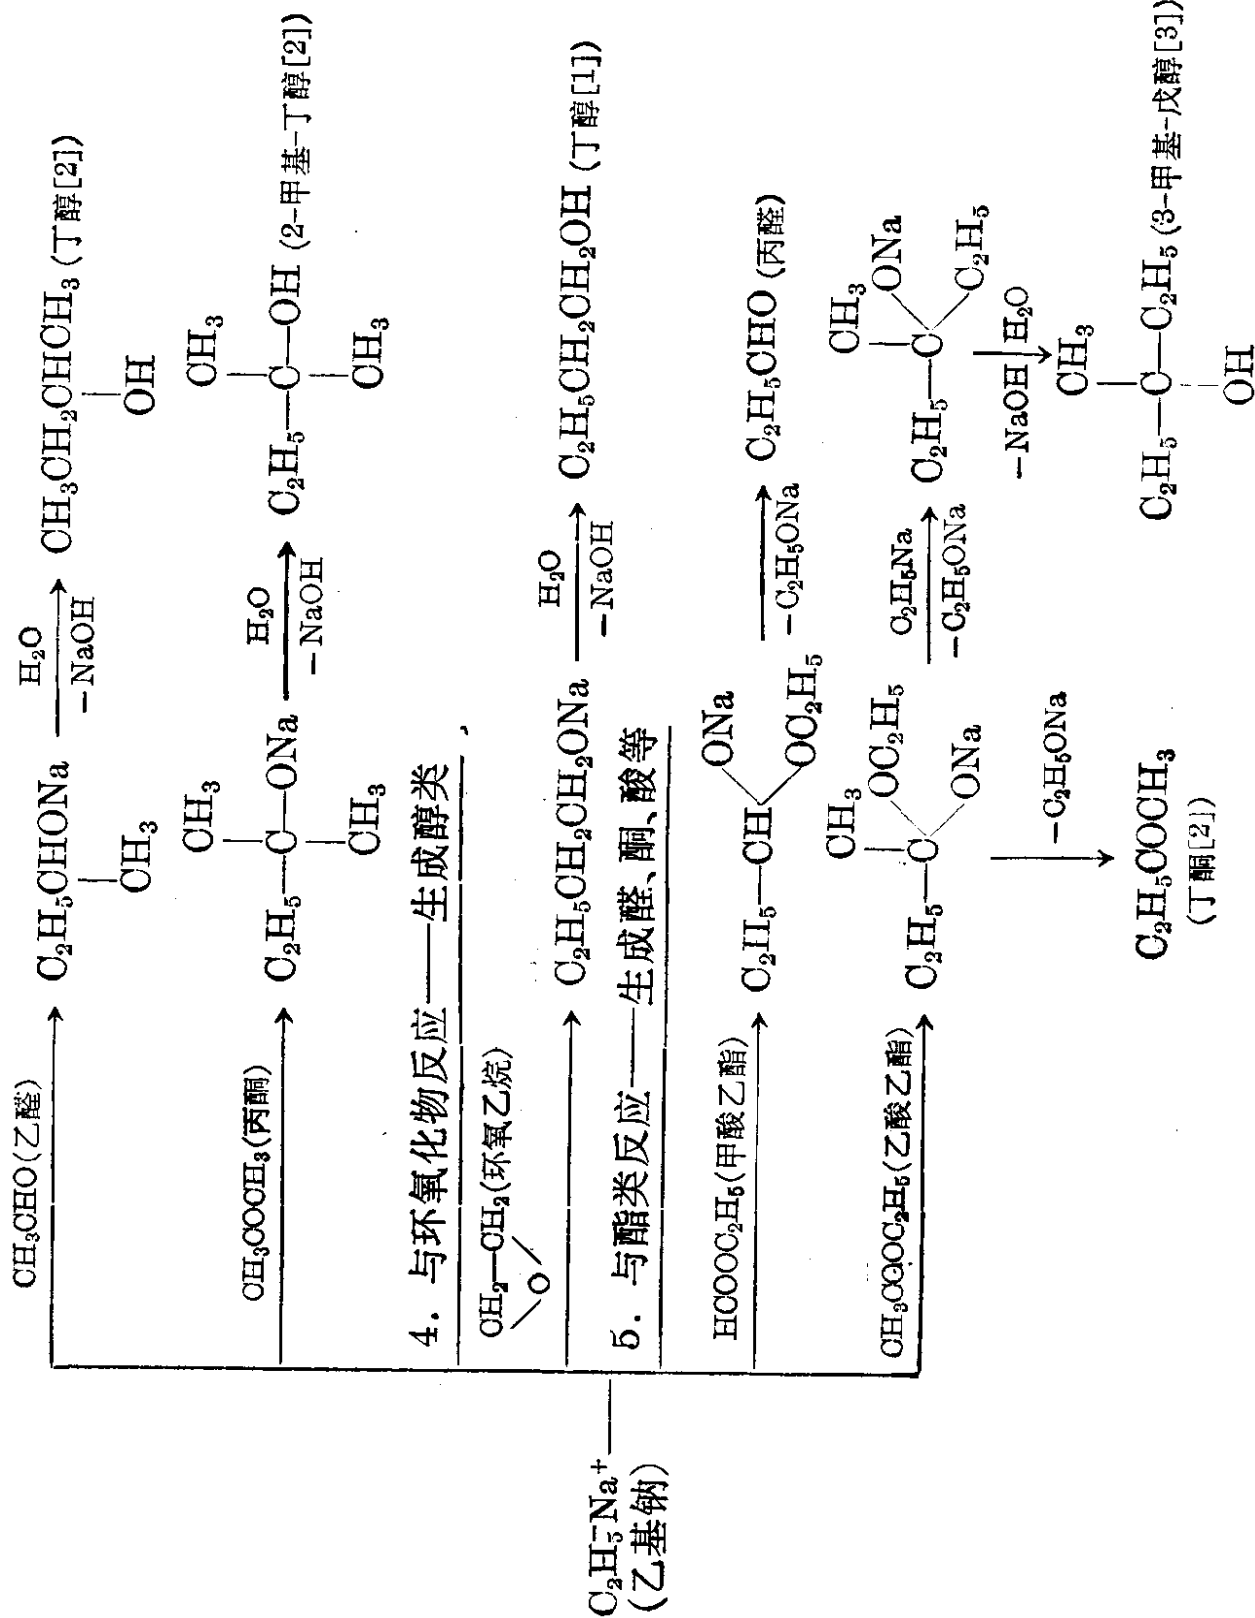 CH₃CHO(乙醛)
C₂H₅CHONa
CH₃
H₂O
−NaOH
CH₃CH₂CHCH₃ (丁醇[2])
OH
CH₃COCH₃(丙酮)
CH₃
C₂H₅—C—ONa
CH₃
H₂O
−NaOH
CH₃
C₂H₅—C—OH (2-甲基-丁醇[2])
CH₃
4. 与环氧化物反应——生成醇类
CH₂—CH₂(环氧乙烷)
O
C₂H₅CH₂CH₂ONa
H₂O
−NaOH
C₂H₅CH₂CH₂OH (丁醇[1])
C₂H₅⁻Na⁺
(乙基钠)
5. 与酯类反应——生成醛、酮、酸等
HCOOC₂H₅(甲酸乙酯)
ONa
C₂H₅—CH
OC₂H₅
−C₂H₅ONa
C₂H₅CHO (丙醛)
CH₃COOC₂H₅(乙酸乙酯)
CH₃
OC₂H₅
C₂H₅—C
ONa
C₂H₅Na
−C₂H₅ONa
CH₃
ONa
C₂H₅—C
C₂H₅
−C₂H₅ONa
C₂H₅COCH₃
(丁酮[2])
−NaOH H₂O
CH₃
C₂H₅—C—C₂H₅ (3-甲基-戊醇[3])
OH